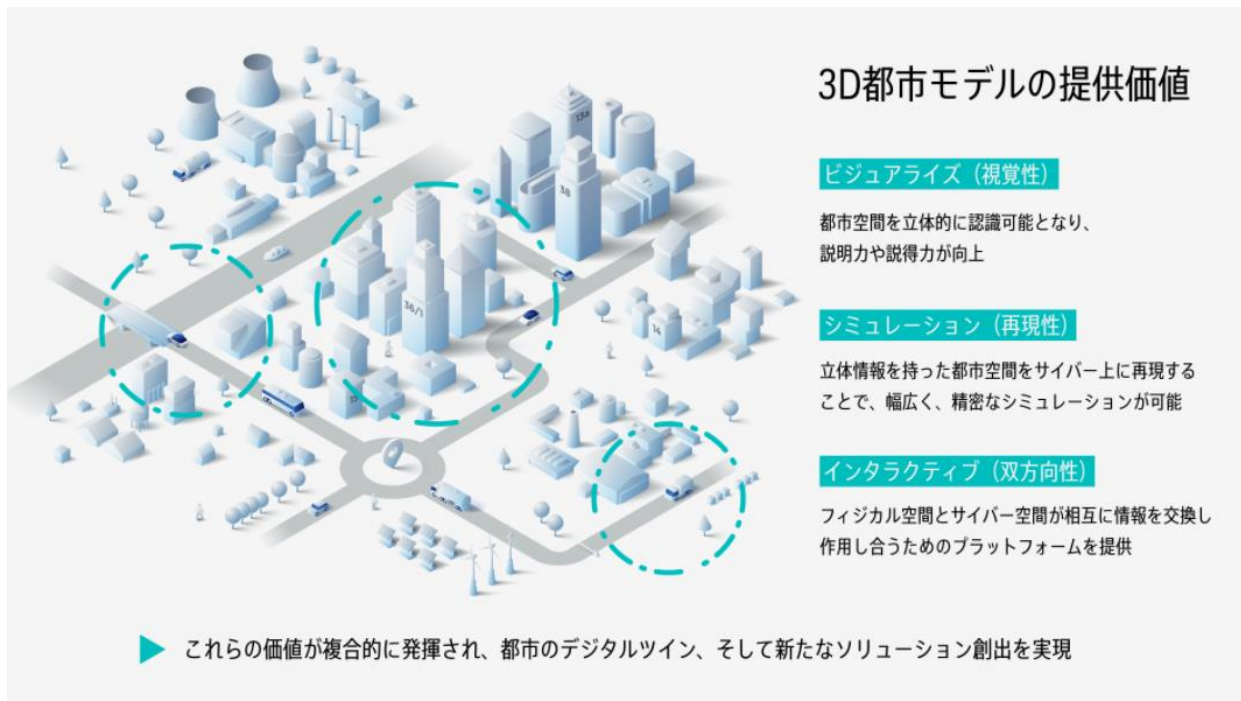 3D都市モデルの提供価値
ビジュアライズ（視覚性）
都市空間を立体的に認識可能となり、
説明力や説得力が向上
シミュレーション（再現性）
立体情報を持った都市空間をサイバー上に再現する
ことで、幅広く、精密なシミュレーションが可能
インタラクティブ（双方向性）
フィジカル空間とサイバー空間が相互に情報を交換し
作用し合うためのプラットフォームを提供
38
36/1
14
▶ これらの価値が複合的に発揮され、都市のデジタルツイン、そして新たなソリューション創出を実現